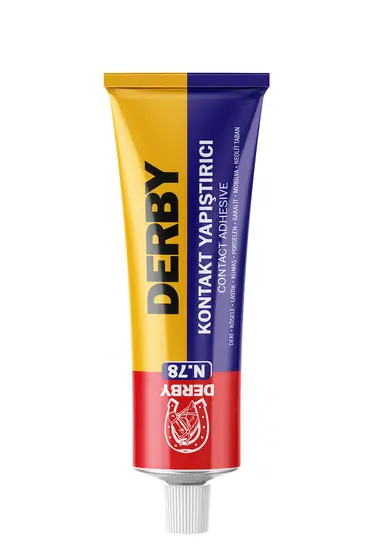 DERBY
KONTAKT YAPIŞTIRICI
CONTACT ADHESIVE
DERİ • KÖSELE • LASTİK • KUMAŞ • PORSELEN • BAKALİT • MOBİLYA • NEOLİT TABAN
N.78
DERBY